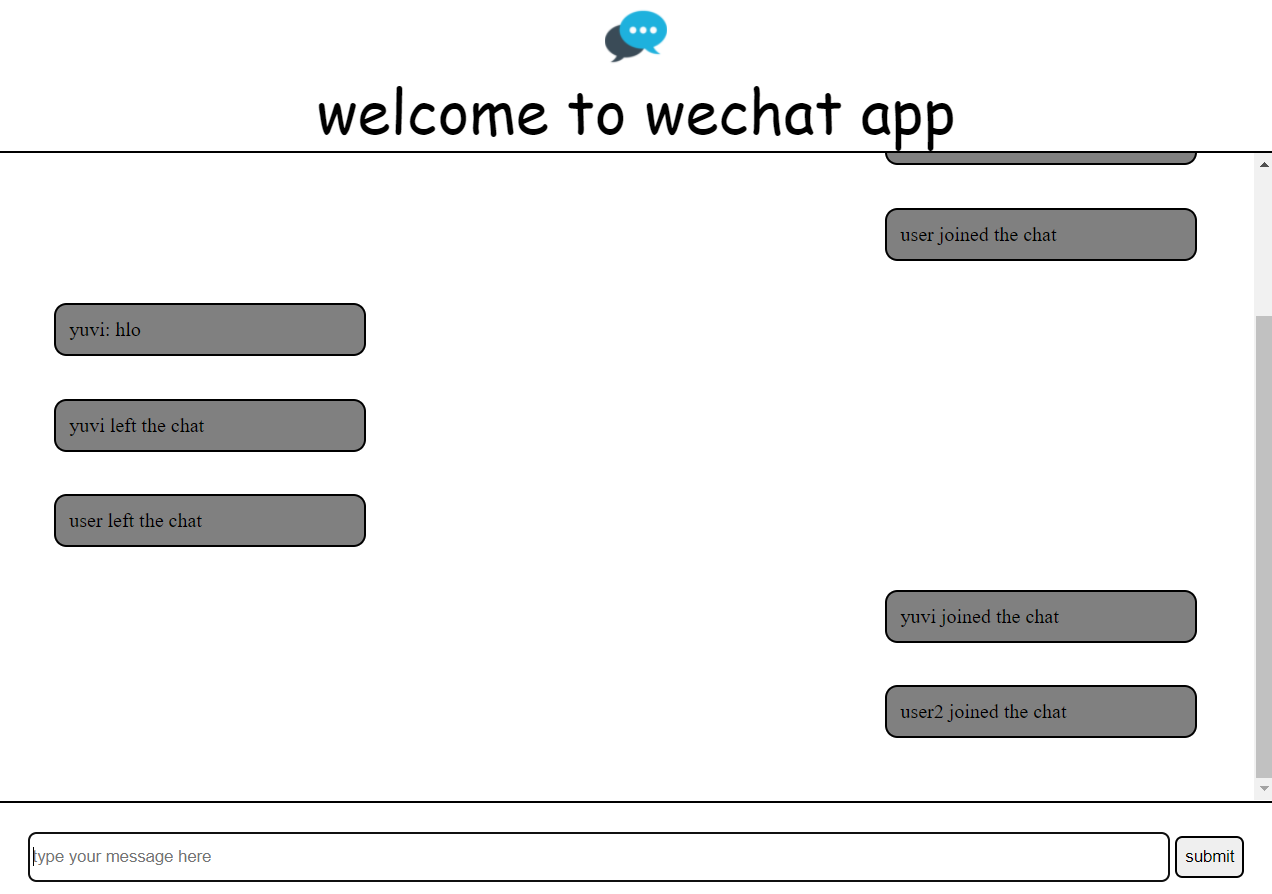 welcome to wechat app
user joined the chat
yuvi: hlo
yuvi left the chat
user left the chat
yuvi joined the chat
user2 joined the chat
type your message here
submit